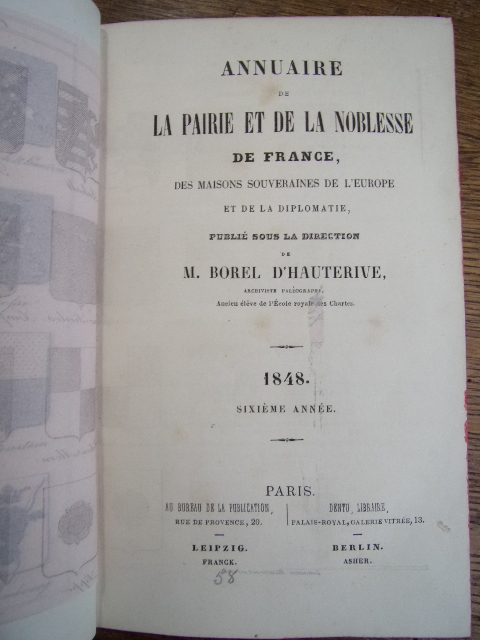 ANNUAIRE
DE
LA PAIRIE ET DE LA NOBLESSE
DE FRANCE,
DES MAISONS SOUVERAINES DE L'EUROPE
ET DE LA DIPLOMATIE,
PUBLIÉ SOUS LA DIRECTION
DE
M. BOREL D'HAUTERIVE,
ARCHIVISTE PALÉOGRAPHE,
Ancien élève de l'École royale des Chartes.
1848.
SIXIÈME ANNÉE.
PARIS.
AU BUREAU DE LA PUBLICATION,
RUE DE PROVENCE, 20.
DENTU, LIBRAIRE,
PALAIS-ROYAL, GALERIE VITRÉE, 13.
LEIPZIG.
FRANCK.
BERLIN.
ASHER.
58